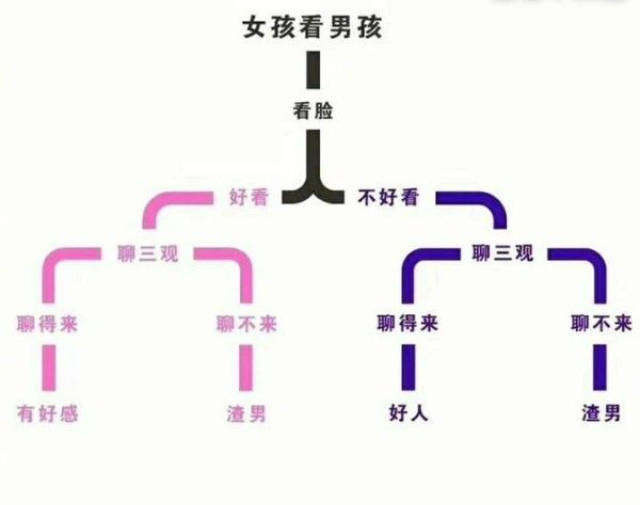 女孩看男孩
看脸
好看 不好看
聊三观 聊三观
聊得来 聊不来 聊得来 聊不来
有好感 渣男 好人 渣男